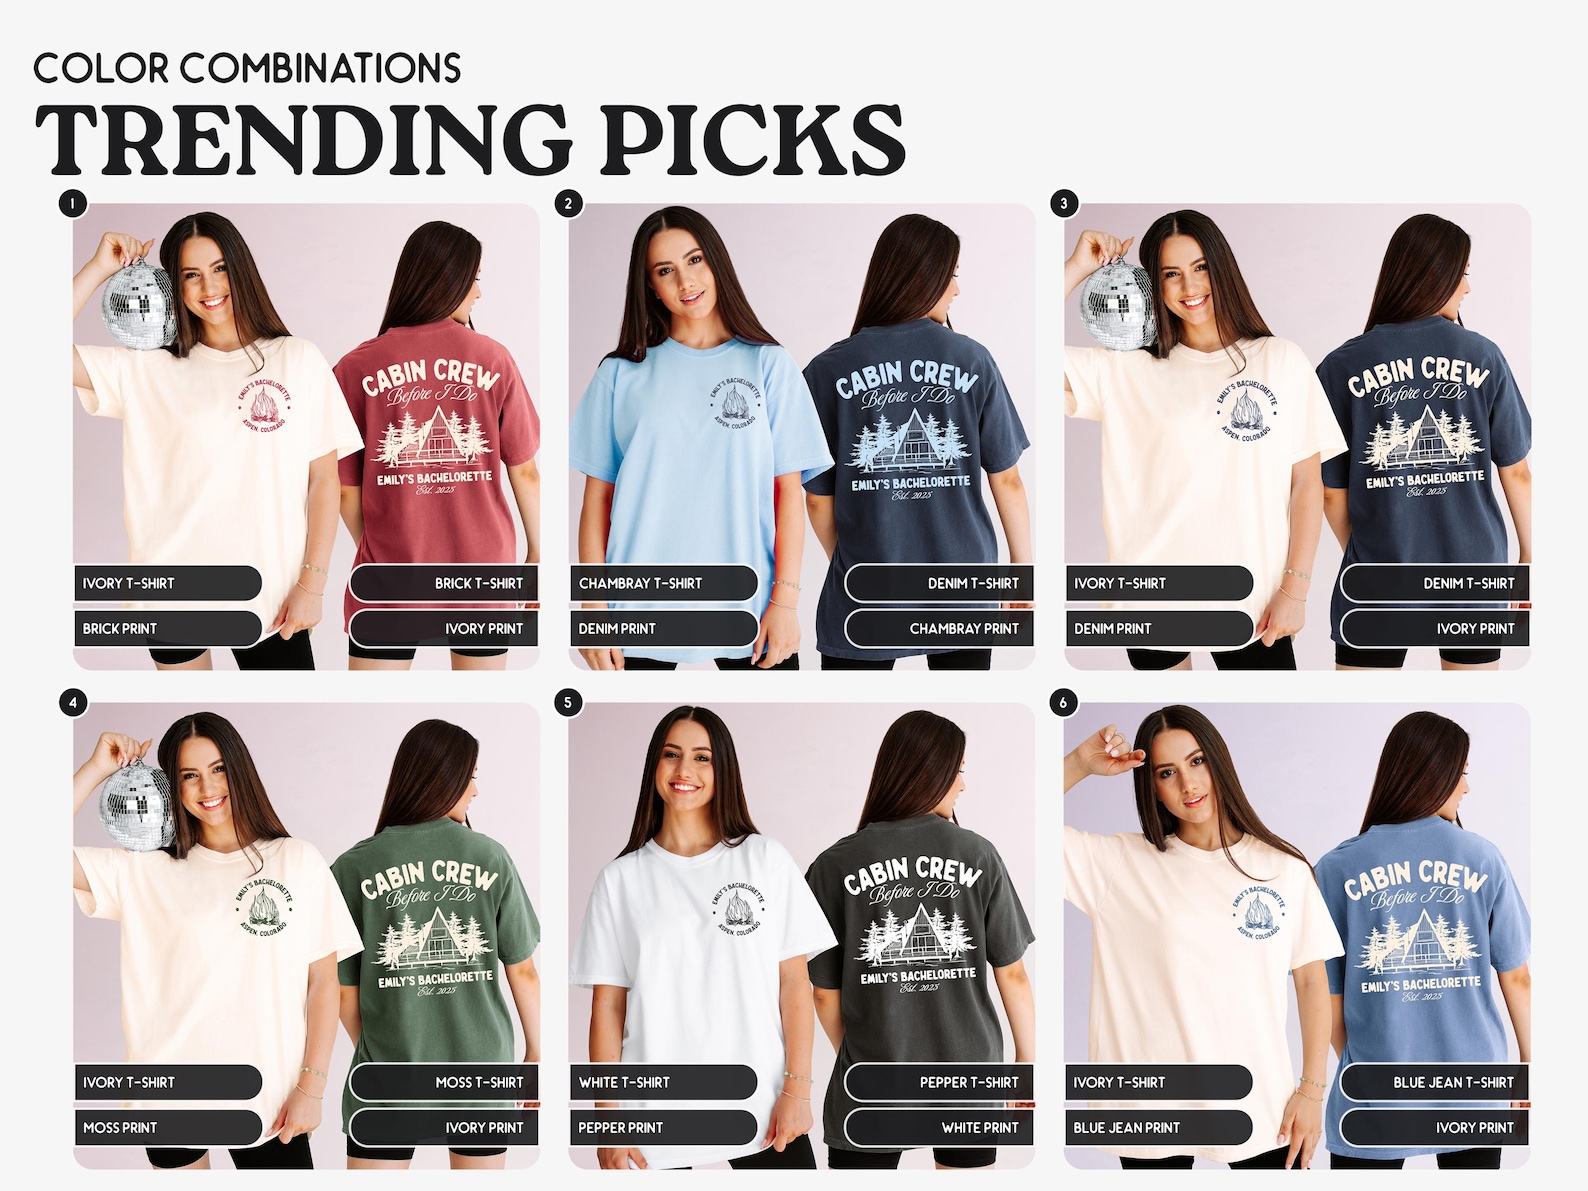 COLOR COMBINATIONS
TRENDING PICKS
1
EMILY'S BACHELORETTE
ASPEN, COLORADO
CABIN CREW
Before I Do
EMILY'S BACHELORETTE
Est. 2025
IVORY T-SHIRT
BRICK T-SHIRT
BRICK PRINT
IVORY PRINT
2
EMILY'S BACHELORETTE
ASPEN, COLORADO
CABIN CREW
Before I Do
EMILY'S BACHELORETTE
Est. 2025
CHAMBRAY T-SHIRT
DENIM T-SHIRT
DENIM PRINT
CHAMBRAY PRINT
3
EMILY'S BACHELORETTE
ASPEN, COLORADO
CABIN CREW
Before I Do
EMILY'S BACHELORETTE
Est. 2025
IVORY T-SHIRT
DENIM T-SHIRT
DENIM PRINT
IVORY PRINT
4
EMILY'S BACHELORETTE
ASPEN, COLORADO
CABIN CREW
Before I Do
EMILY'S BACHELORETTE
Est. 2025
IVORY T-SHIRT
MOSS T-SHIRT
MOSS PRINT
IVORY PRINT
5
EMILY'S BACHELORETTE
ASPEN, COLORADO
CABIN CREW
Before I Do
EMILY'S BACHELORETTE
Est. 2025
WHITE T-SHIRT
PEPPER T-SHIRT
PEPPER PRINT
WHITE PRINT
6
EMILY'S BACHELORETTE
ASPEN, COLORADO
CABIN CREW
Before I Do
EMILY'S BACHELORETTE
Est. 2025
IVORY T-SHIRT
BLUE JEAN T-SHIRT
BLUE JEAN PRINT
IVORY PRINT